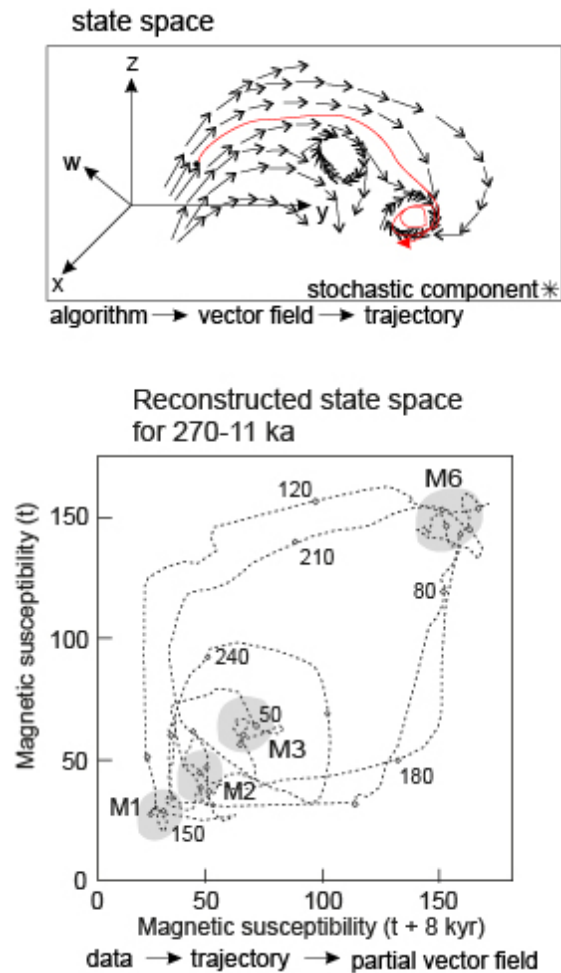 state space
z
w
y
x
stochastic component *
algorithm → vector field → trajectory
Reconstructed state space
for 270-11 ka
Magnetic susceptibility (t)
150
100
50
0
M6
120
210
80
240
50
M3
M2
180
M1
150
0 50 100 150
Magnetic susceptibility (t + 8 kyr)
data → trajectory → partial vector field